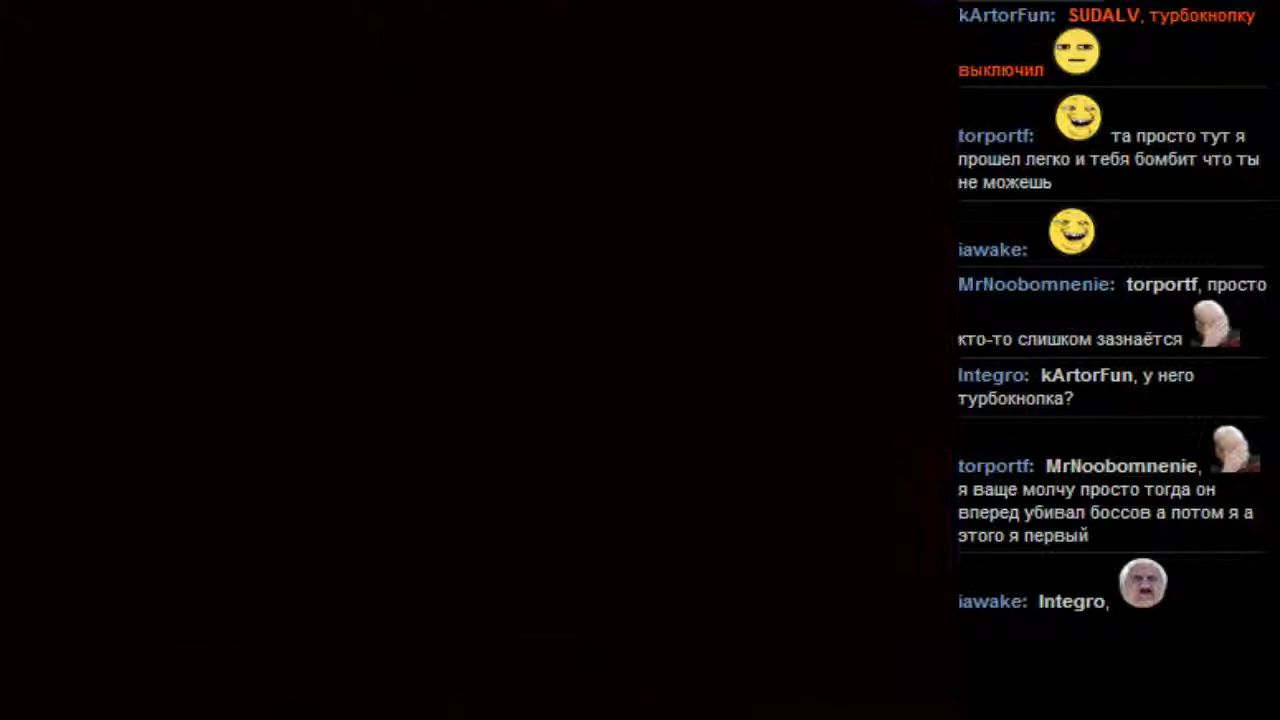 kArtorFun: SUDALV, турбокнопку
выключил
torportf: та просто тут я
прошел легко и тебя бомбит что ты
не можешь
iawake:
MrNoobomnenie: torportf, просто
кто-то слишком зазнаётся
Integro: kArtorFun, у него
турбокнопка?
torportf: MrNoobomnenie,
я ваще молчу просто тогда он
вперед убивал боссов а потом я а
этого я первый
iawake: Integro,